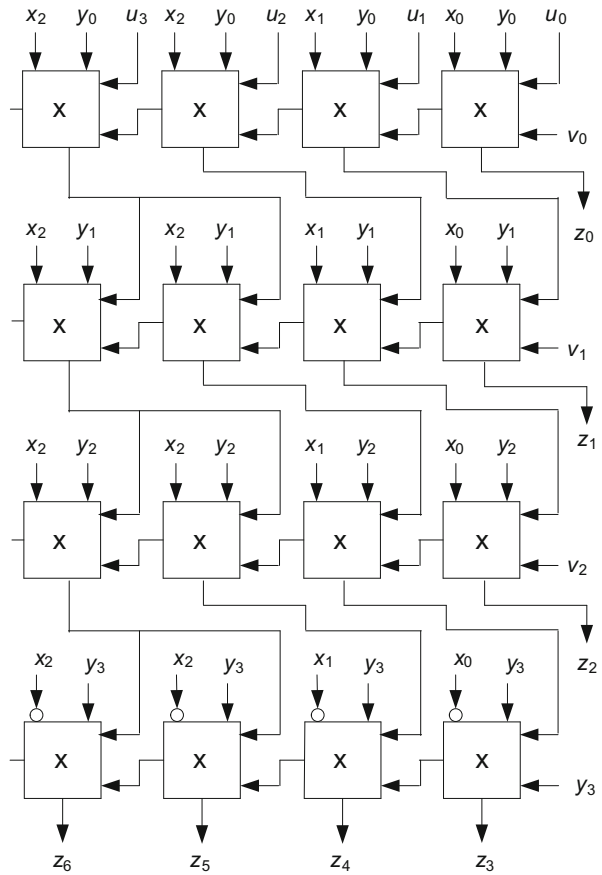 x₂ y₀ u₃ x₂ y₀ u₂ x₁ y₀ u₁ x₀ y₀ u₀
X X X X
v₀
z₀
x₂ y₁ x₂ y₁ x₁ y₁ x₀ y₁
X X X X
v₁
z₁
x₂ y₂ x₂ y₂ x₁ y₂ x₀ y₂
X X X X
v₂
z₂
x₂ y₃ x₂ y₃ x₁ y₃ x₀ y₃
X X X X
y₃
z₆ z₅ z₄ z₃